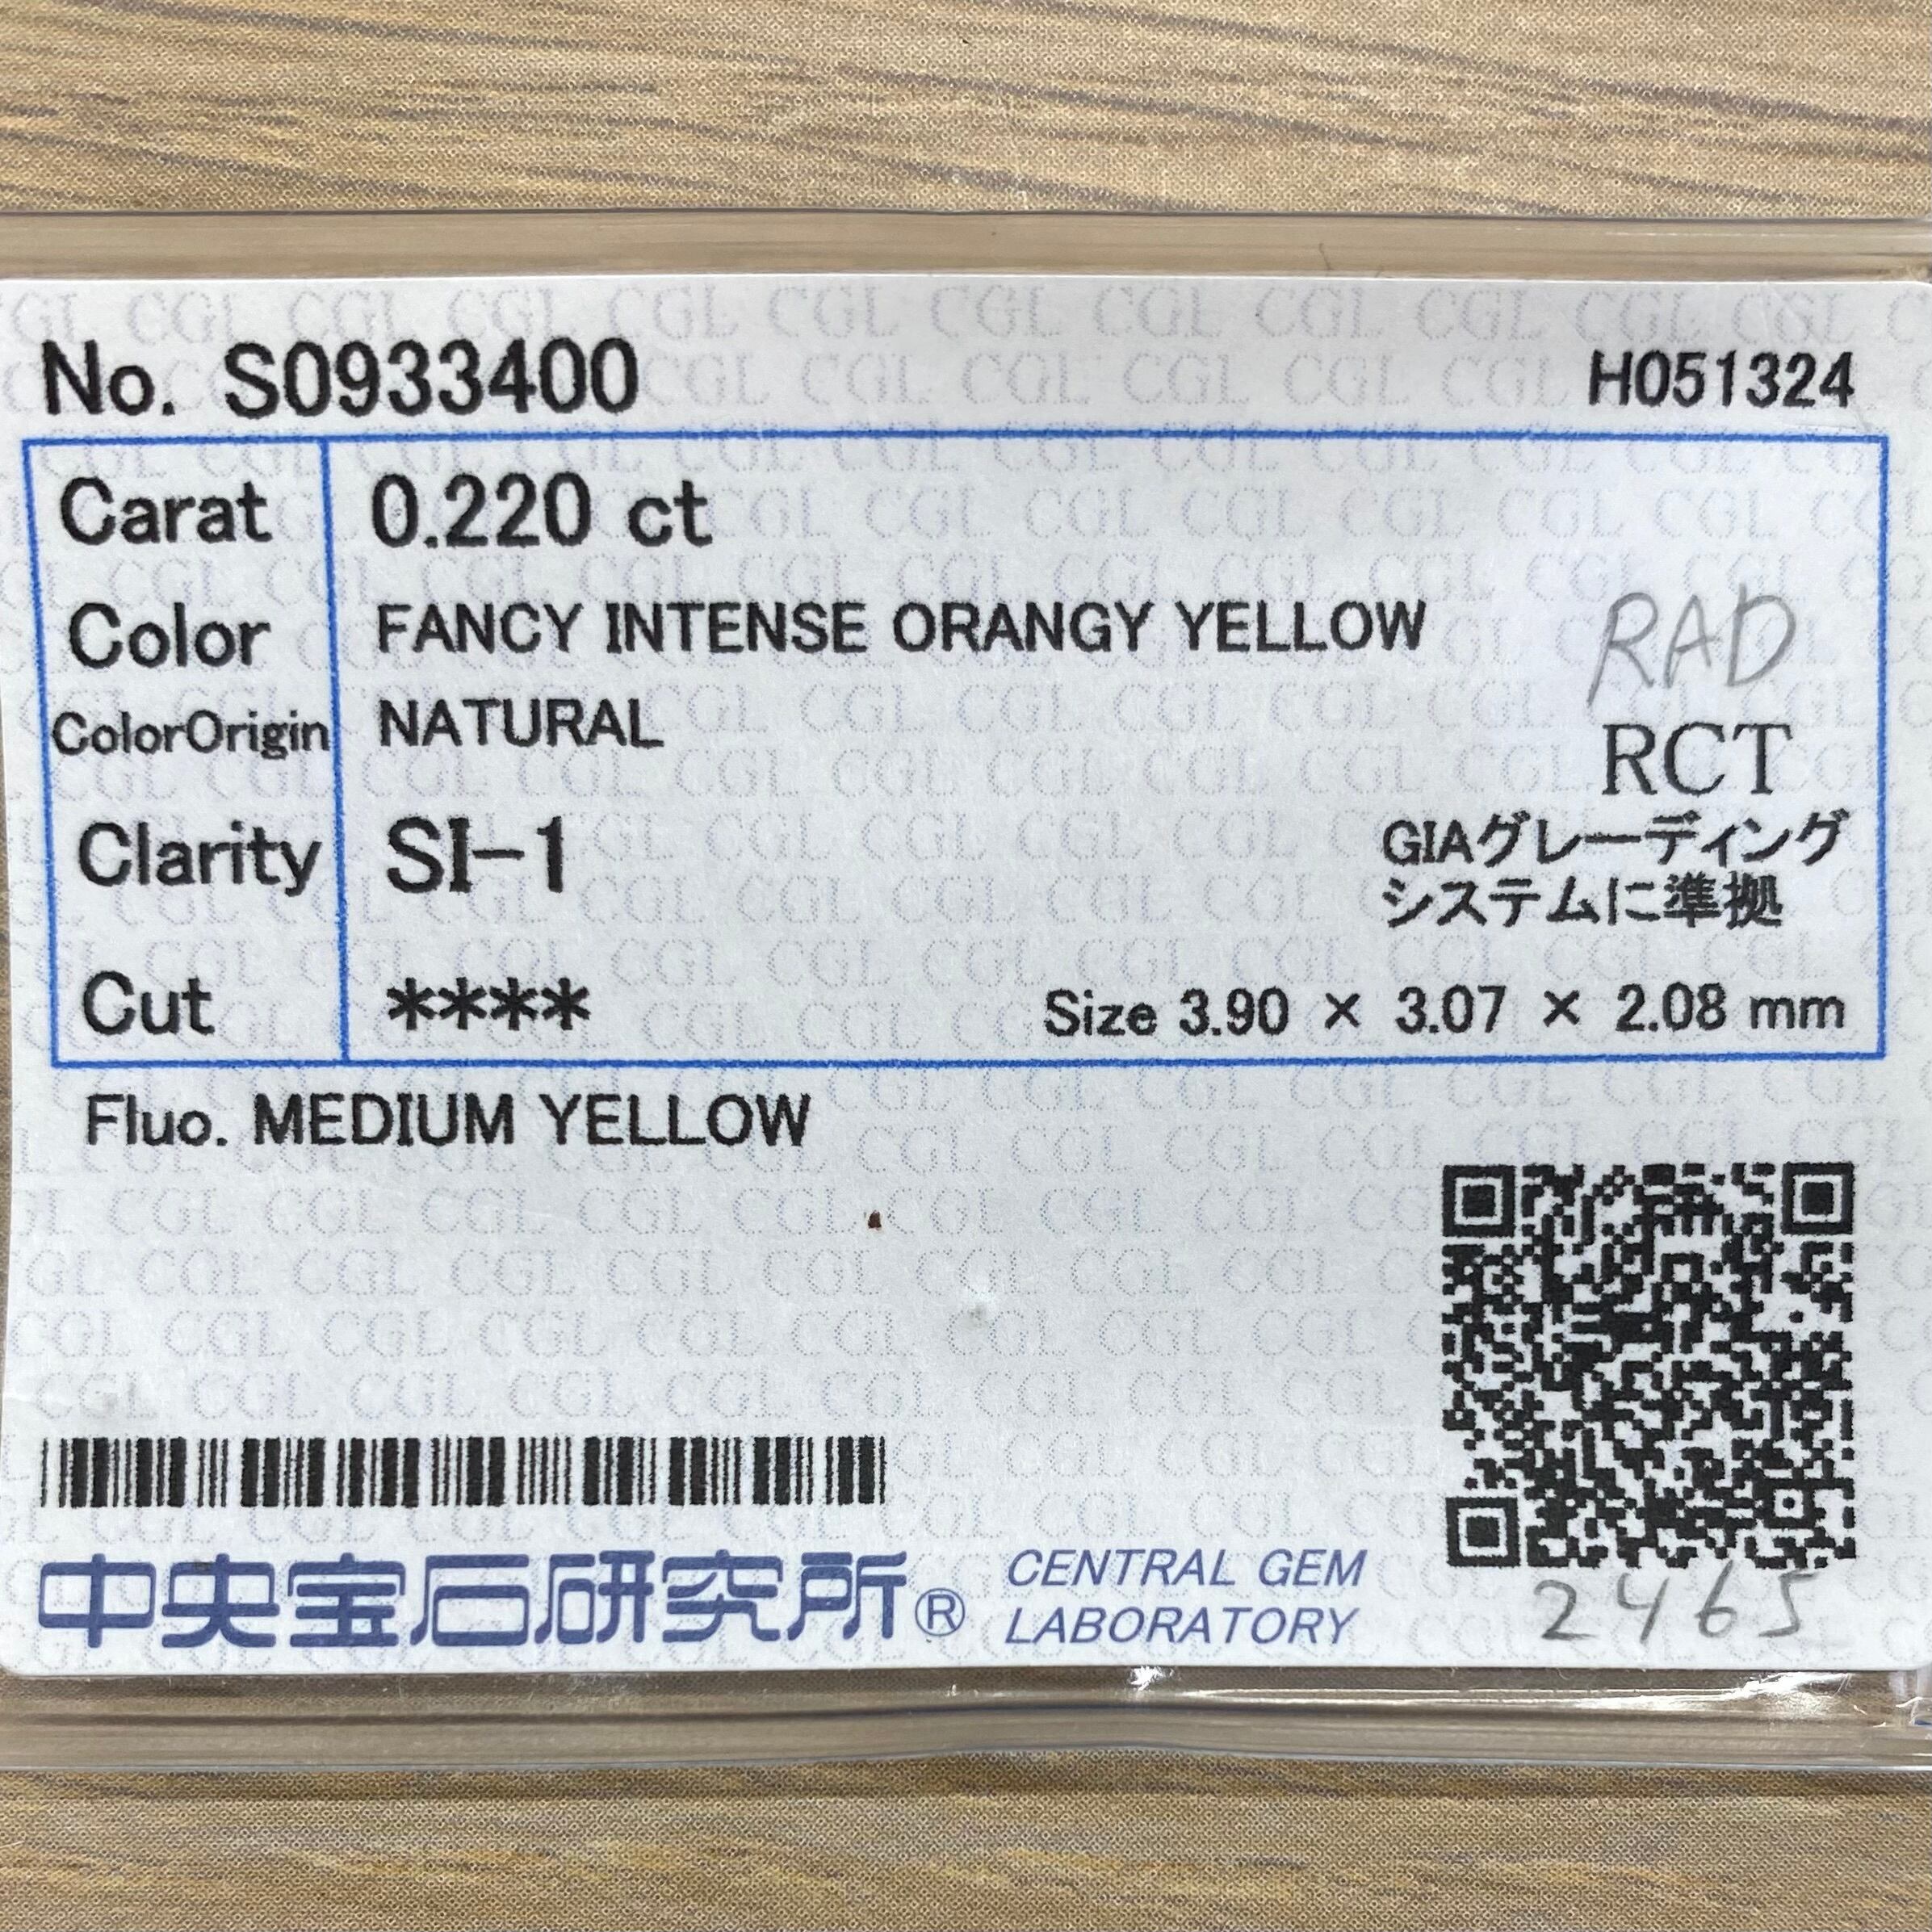 No. S0933400
H051324
Carat 0.220 ct
Color FANCY INTENSE ORANGY YELLOW
RAD
ColorOrigin NATURAL
RCT
Clarity SI-1
GIAグレーディング
システムに準拠
Cut ****
Size 3.90 × 3.07 × 2.08 mm
Fluo. MEDIUM YELLOW
中央宝石研究所®
CENTRAL GEM
LABORATORY
2465